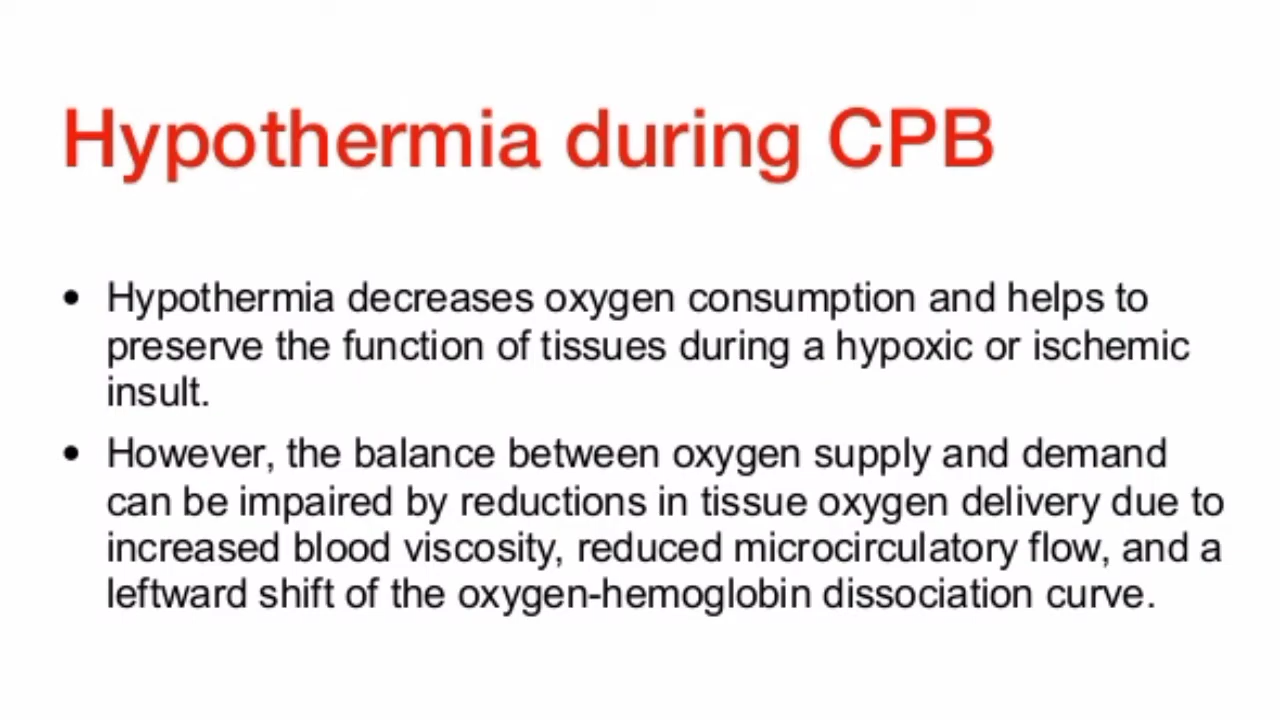 Hypothermia during CPB
• Hypothermia decreases oxygen consumption and helps to
preserve the function of tissues during a hypoxic or ischemic
insult.
• However, the balance between oxygen supply and demand
can be impaired by reductions in tissue oxygen delivery due to
increased blood viscosity, reduced microcirculatory flow, and a
leftward shift of the oxygen-hemoglobin dissociation curve.